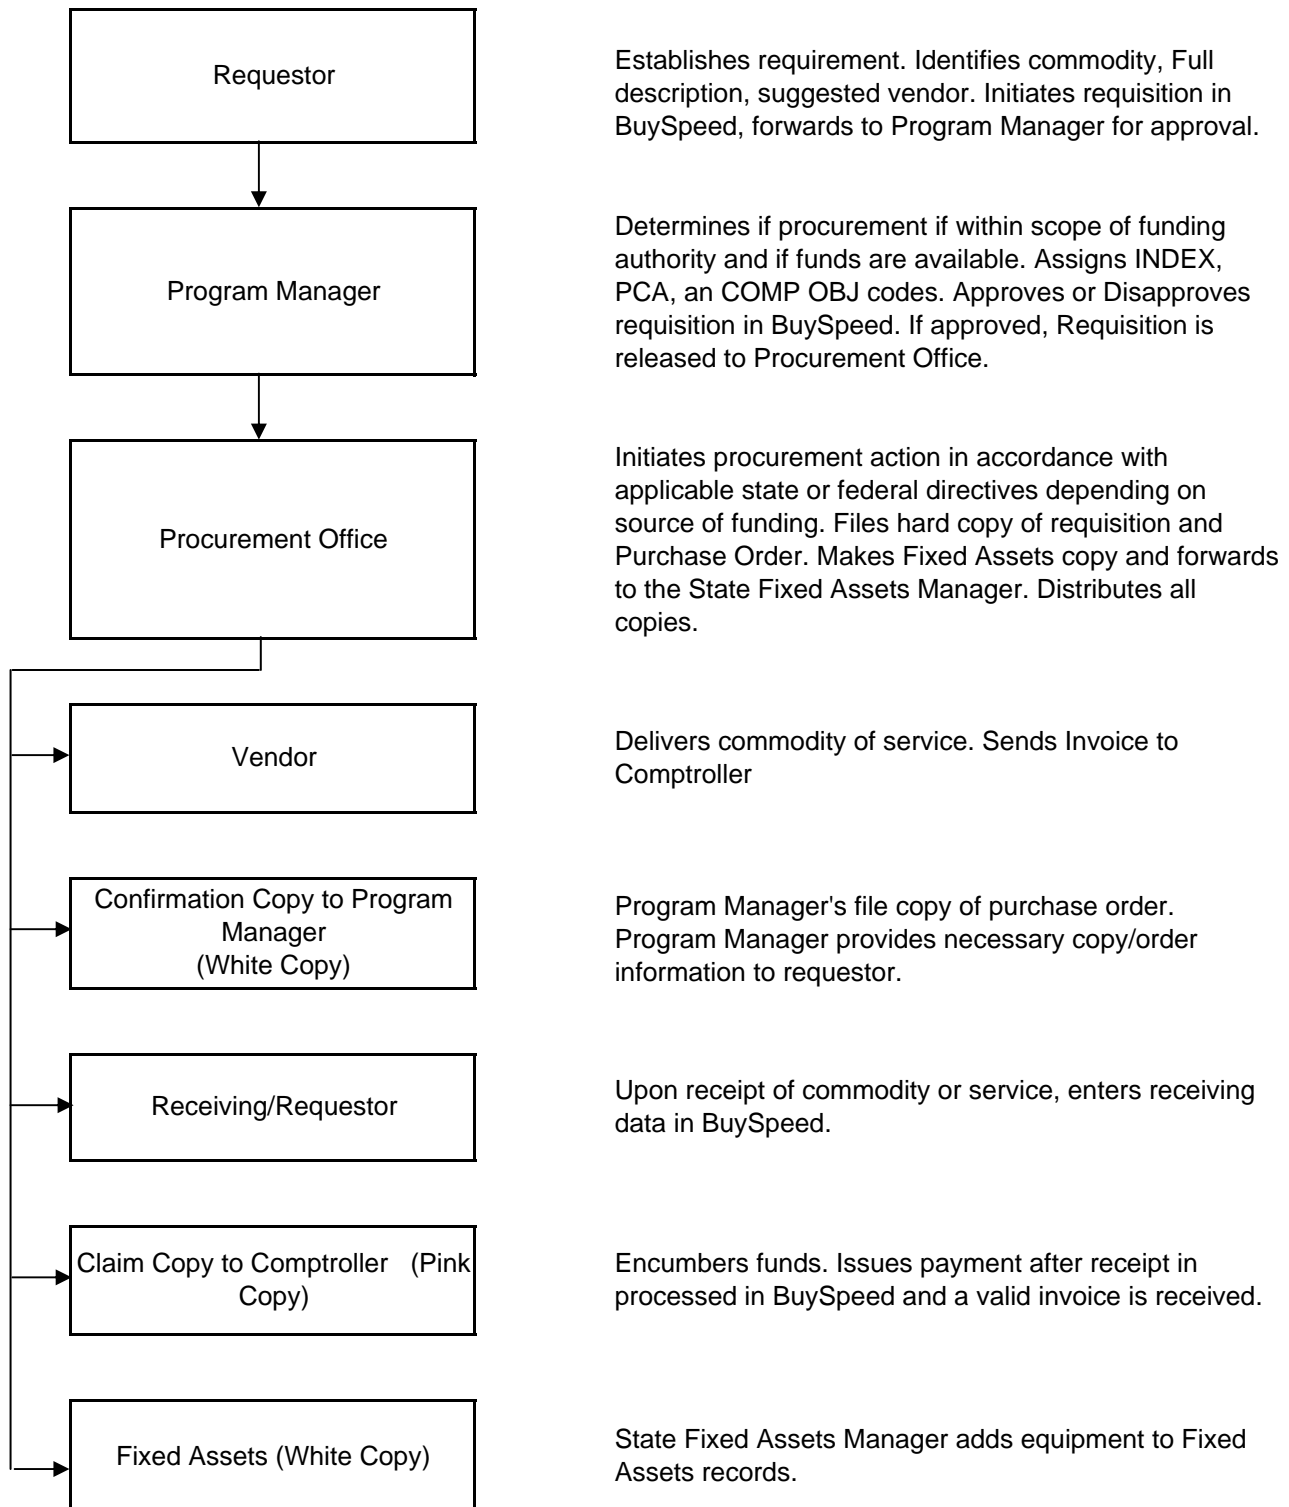 Requestor
Establishes requirement. Identifies commodity, Full
description, suggested vendor. Initiates requisition in
BuySpeed, forwards to Program Manager for approval.
Program Manager
Determines if procurement if within scope of funding
authority and if funds are available. Assigns INDEX,
PCA, an COMP OBJ codes. Approves or Disapproves
requisition in BuySpeed. If approved, Requisition is
released to Procurement Office.
Procurement Office
Initiates procurement action in accordance with
applicable state or federal directives depending on
source of funding. Files hard copy of requisition and
Purchase Order. Makes Fixed Assets copy and forwards
to the State Fixed Assets Manager. Distributes all
copies.
Vendor
Delivers commodity of service. Sends Invoice to
Comptroller
Confirmation Copy to Program
Manager
(White Copy)
Program Manager's file copy of purchase order.
Program Manager provides necessary copy/order
information to requestor.
Receiving/Requestor
Upon receipt of commodity or service, enters receiving
data in BuySpeed.
Claim Copy to Comptroller (Pink
Copy)
Encumbers funds. Issues payment after receipt in
processed in BuySpeed and a valid invoice is received.
Fixed Assets (White Copy)
State Fixed Assets Manager adds equipment to Fixed
Assets records.